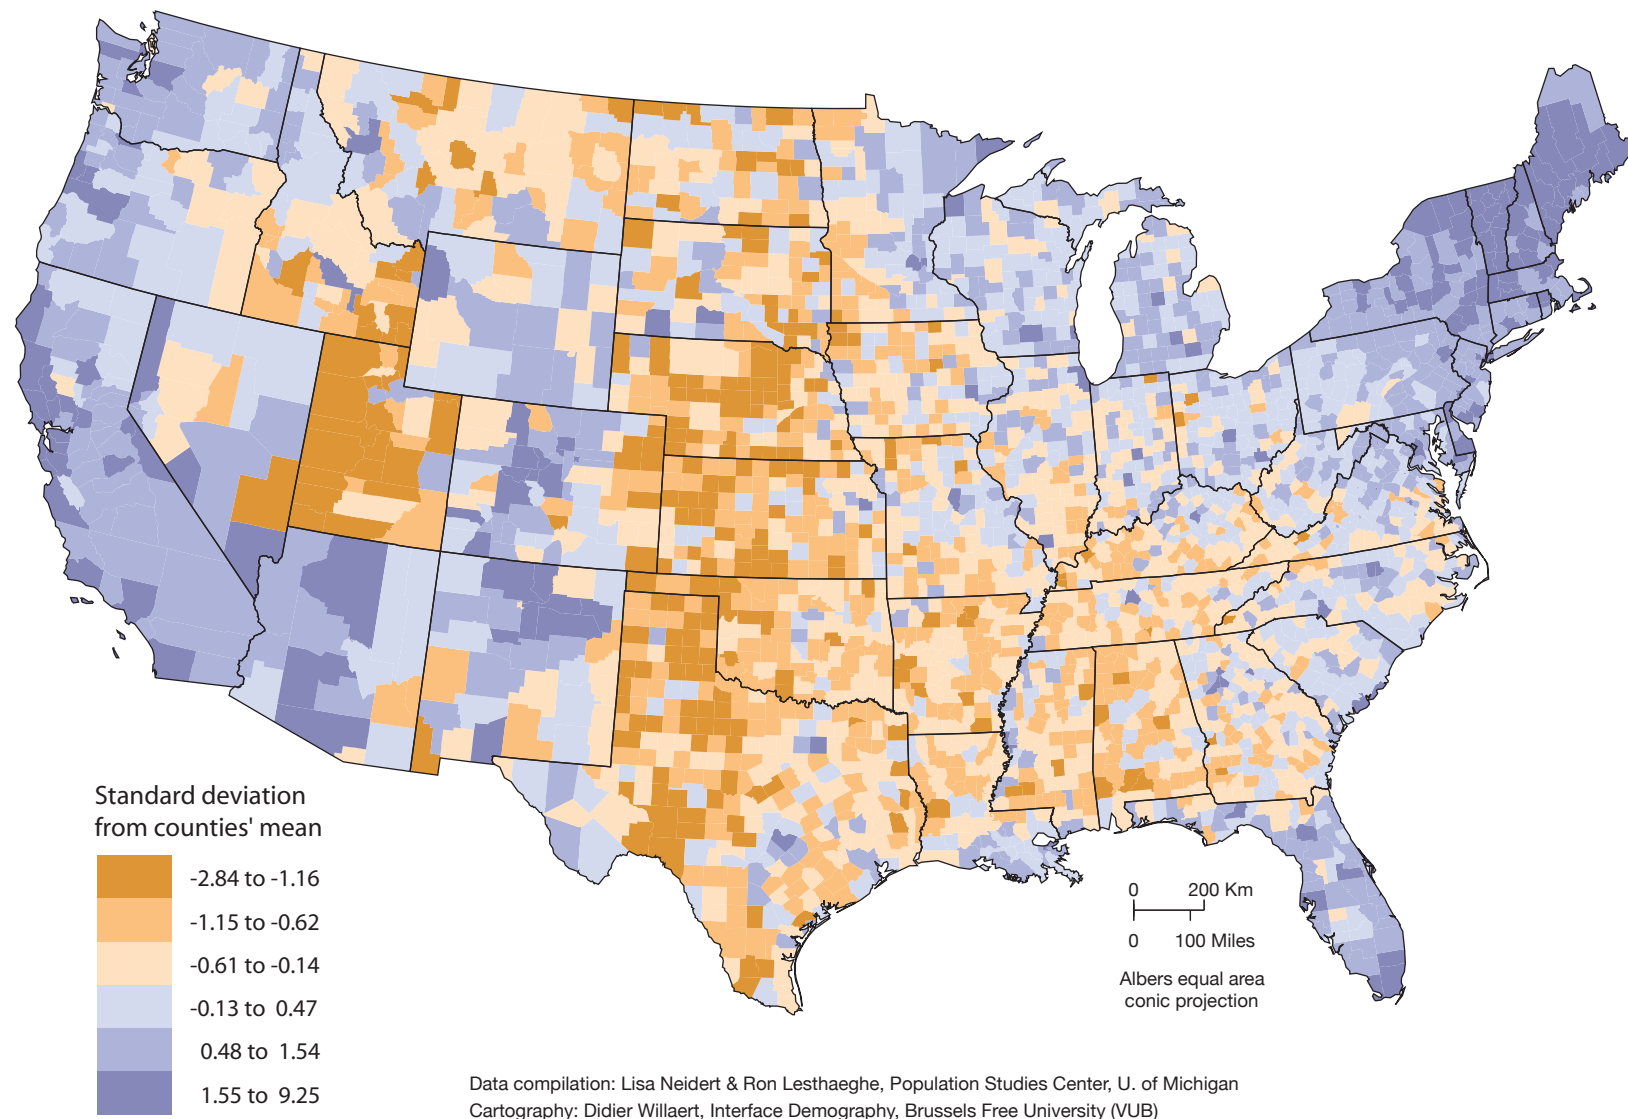 Standard deviation
from counties' mean
-2.84 to -1.16
-1.15 to -0.62
-0.61 to -0.14
-0.13 to 0.47
0.48 to 1.54
1.55 to 9.25
0 200 Km
0 100 Miles
Albers equal area
conic projection
Data compilation: Lisa Neidert & Ron Lesthaeghe, Population Studies Center, U. of Michigan
Cartography: Didier Willaert, Interface Demography, Brussels Free University (VUB)